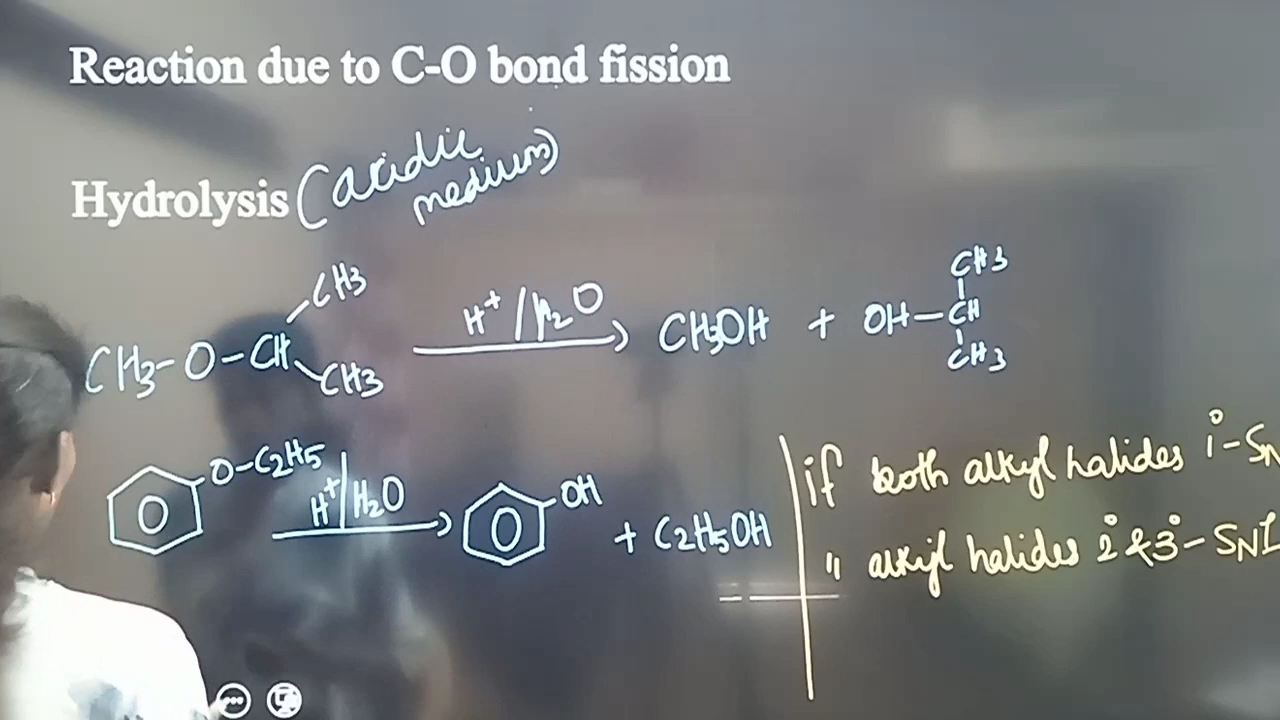 Reaction due to C-O bond fission
Hydrolysis (acidic medium)
CH3-O-CH
CH3
CH3
H+/H2O
CH3OH + OH-CH
CH3
CH3
O-C2H5
H+/H2O
OH
+ C2H5OH
if both alkyl halides 1°-SN
" alkyl halides 2° & 3°-SN1